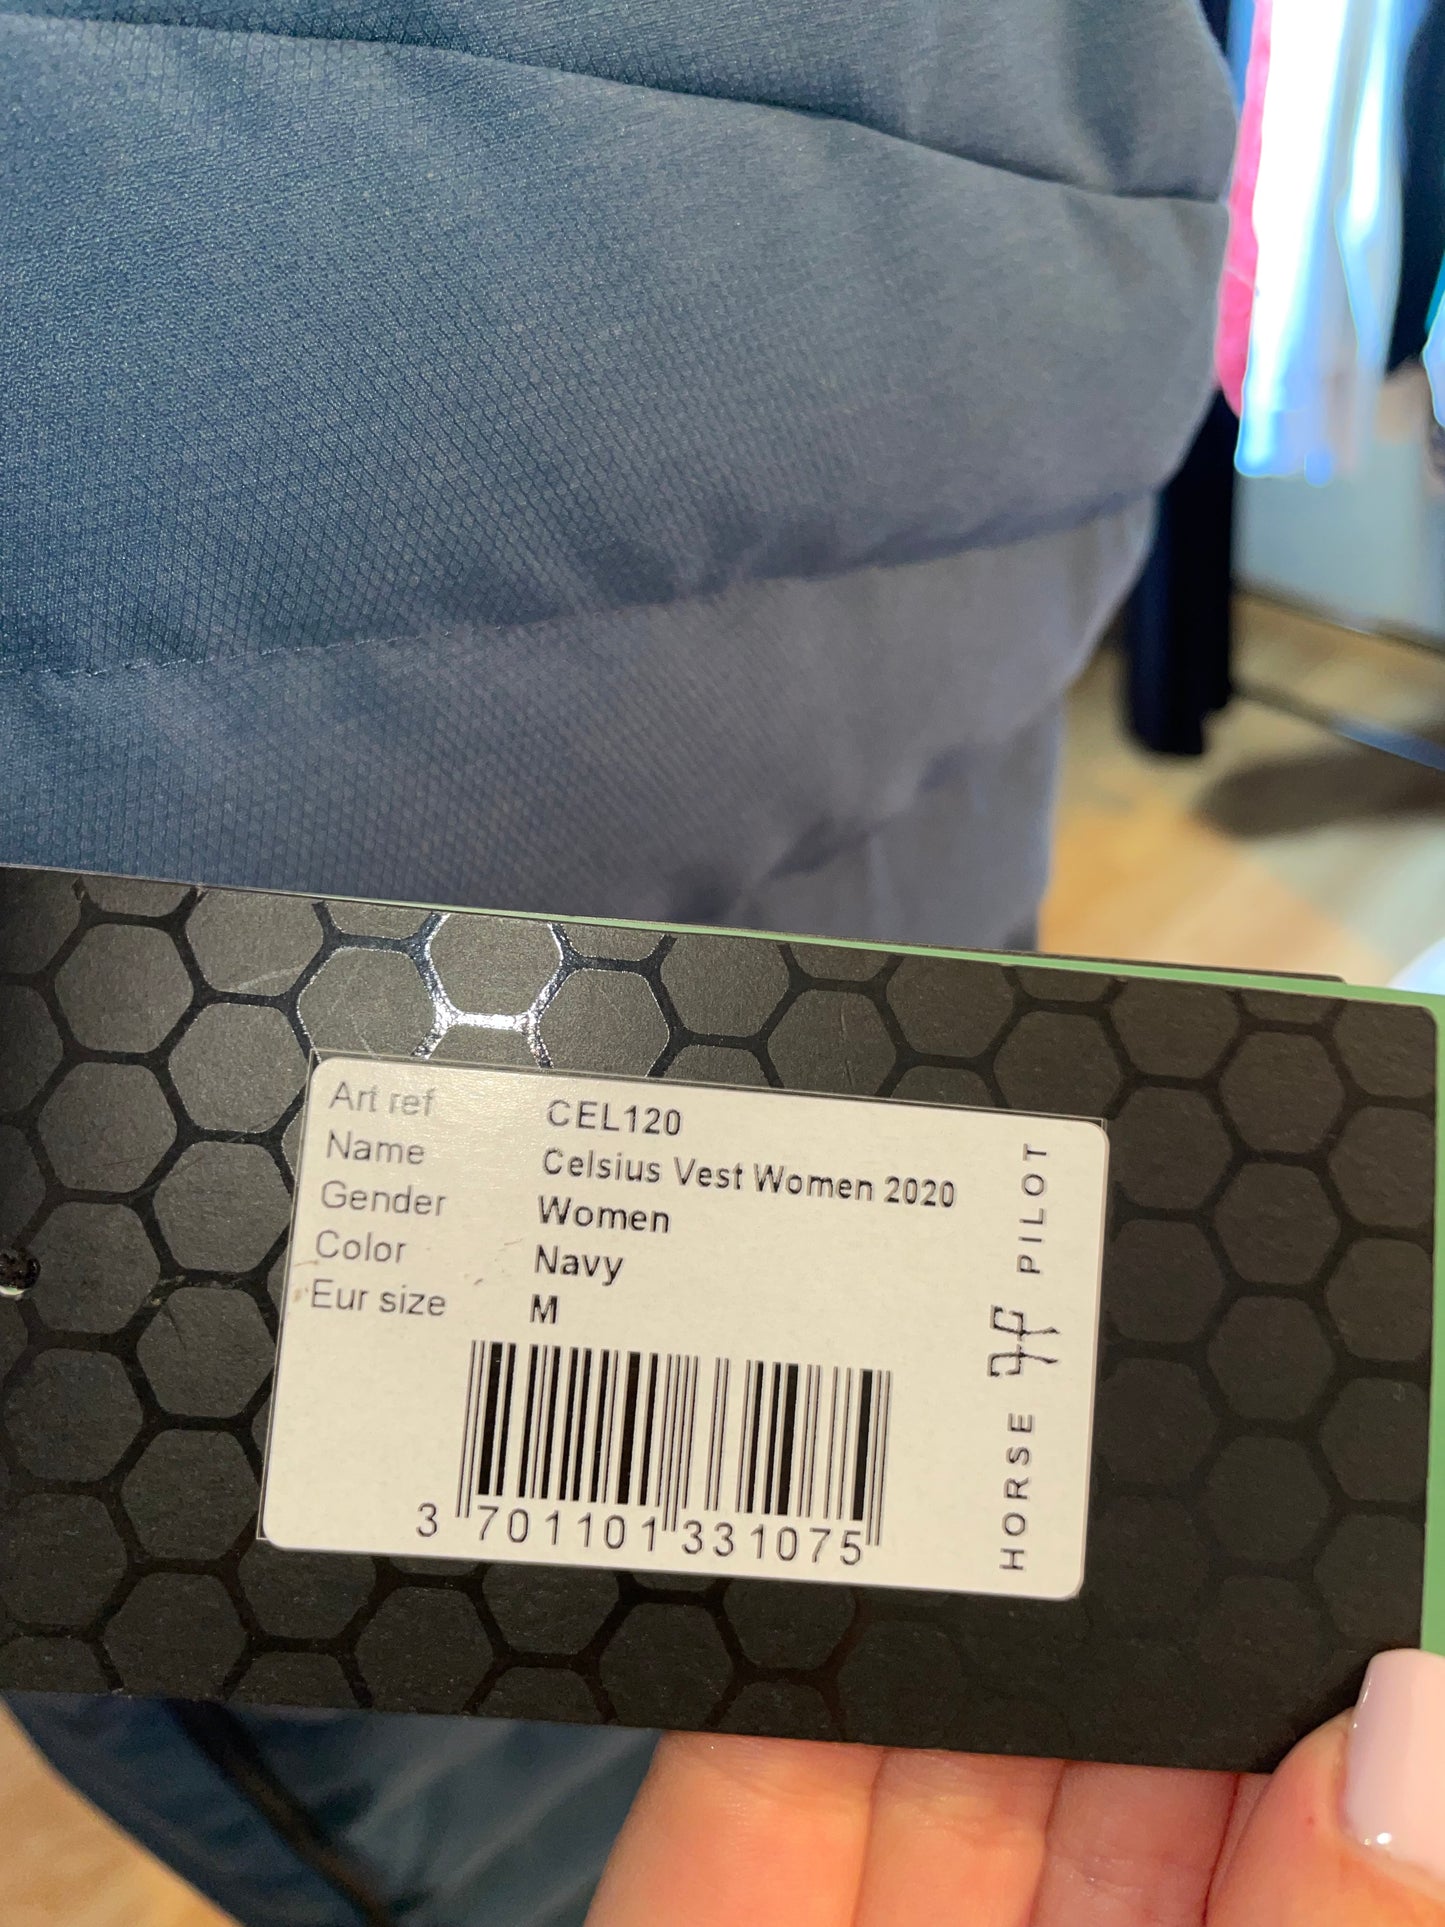 Art ref CEL120
Name Celsius Vest Women 2020
Gender Women
Color Navy
Eur size M
3 701101 331075
HORSE PILOT